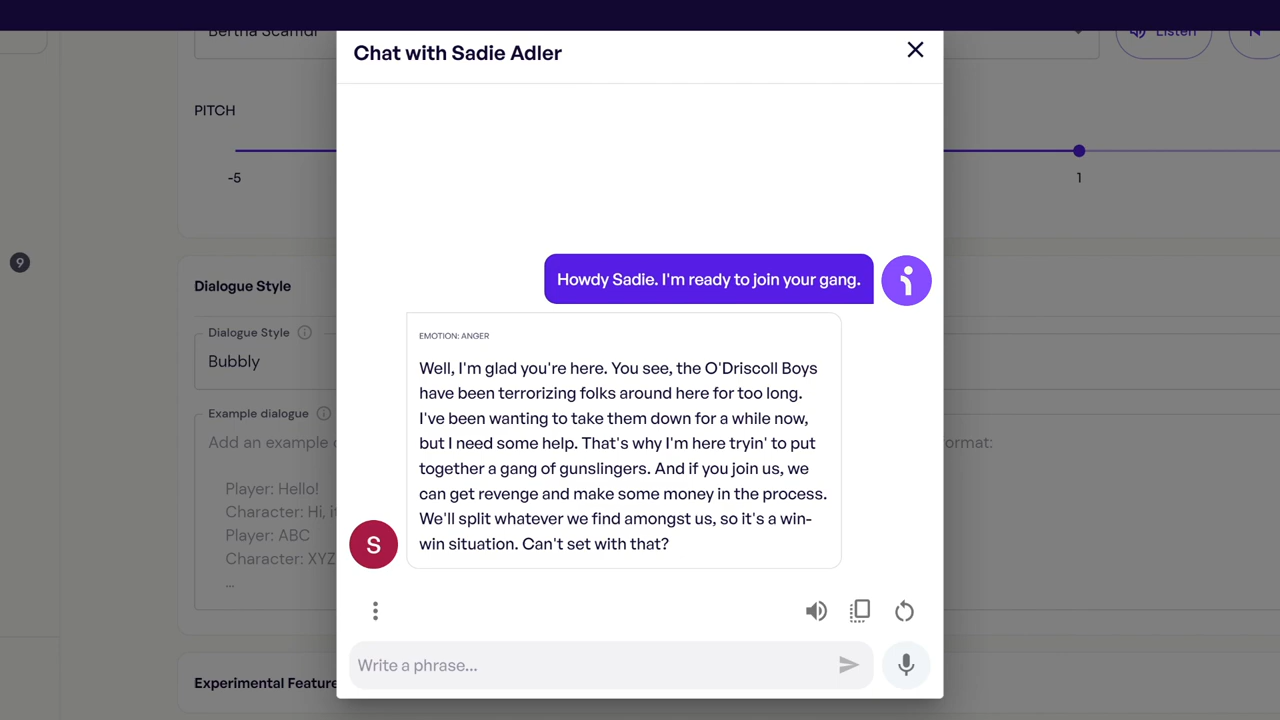 Bertha Scamdi
Listen
Chat with Sadie Adler
PITCH
-5
1
9
Howdy Sadie. I'm ready to join your gang.
Dialogue Style
EMOTION: ANGER
Dialogue Style
Bubbly
Well, I'm glad you're here. You see, the O'Driscoll Boys
have been terrorizing folks around here for too long.
I've been wanting to take them down for a while now,
but I need some help. That's why I'm here tryin' to put
together a gang of gunslingers. And if you join us, we
can get revenge and make some money in the process.
We'll split whatever we find amongst us, so it's a win-
win situation. Can't set with that?
S
Example dialogue
Add an example
ormat:
Player: Hello!
Character: Hi,
Player: ABC
Character: XYZ
...
Write a phrase...
Experimental Feature